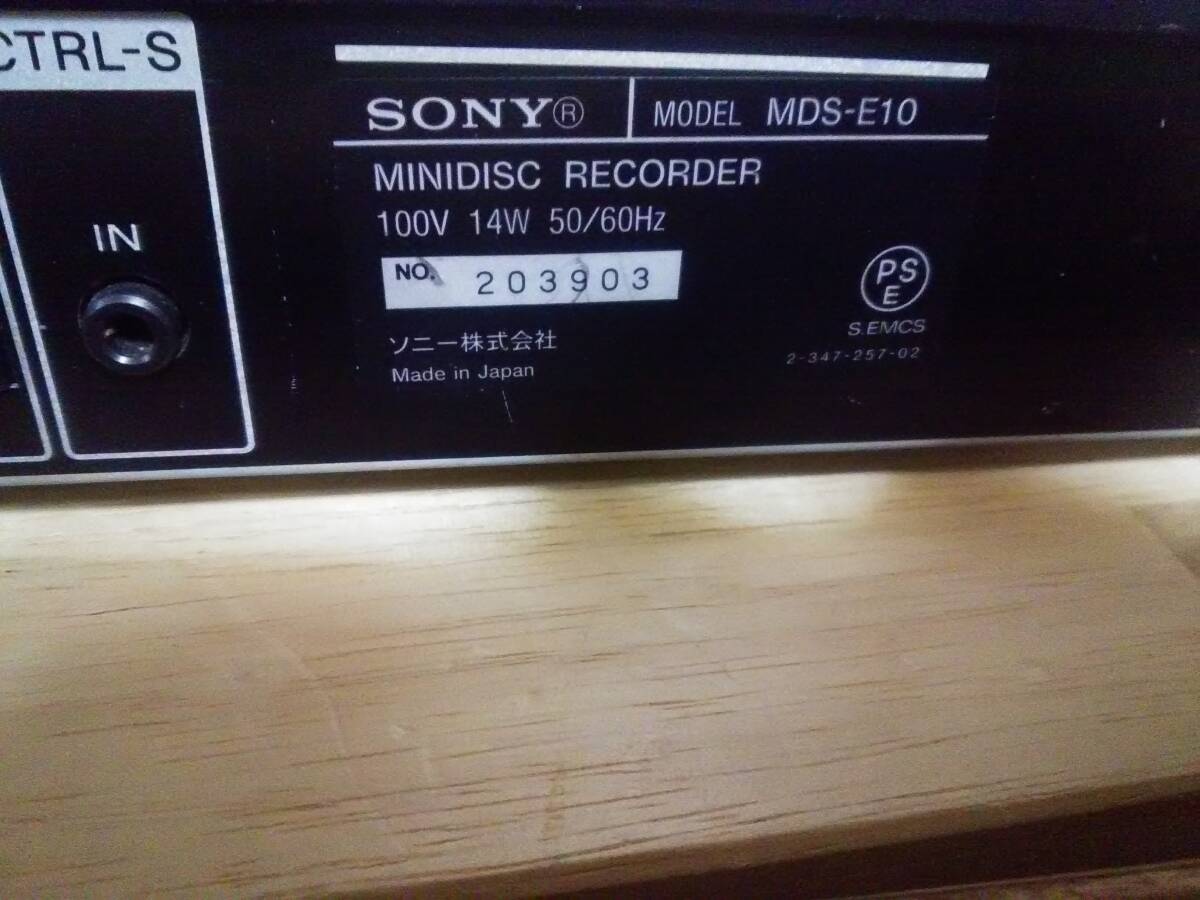 CTRL-S
IN
SONY® MODEL MDS-E10
MINIDISC RECORDER
100V 14W 50/60Hz
NO. 203903
ソニー株式会社
Made in Japan
PS
E
S.EMCS
2-347-257-02